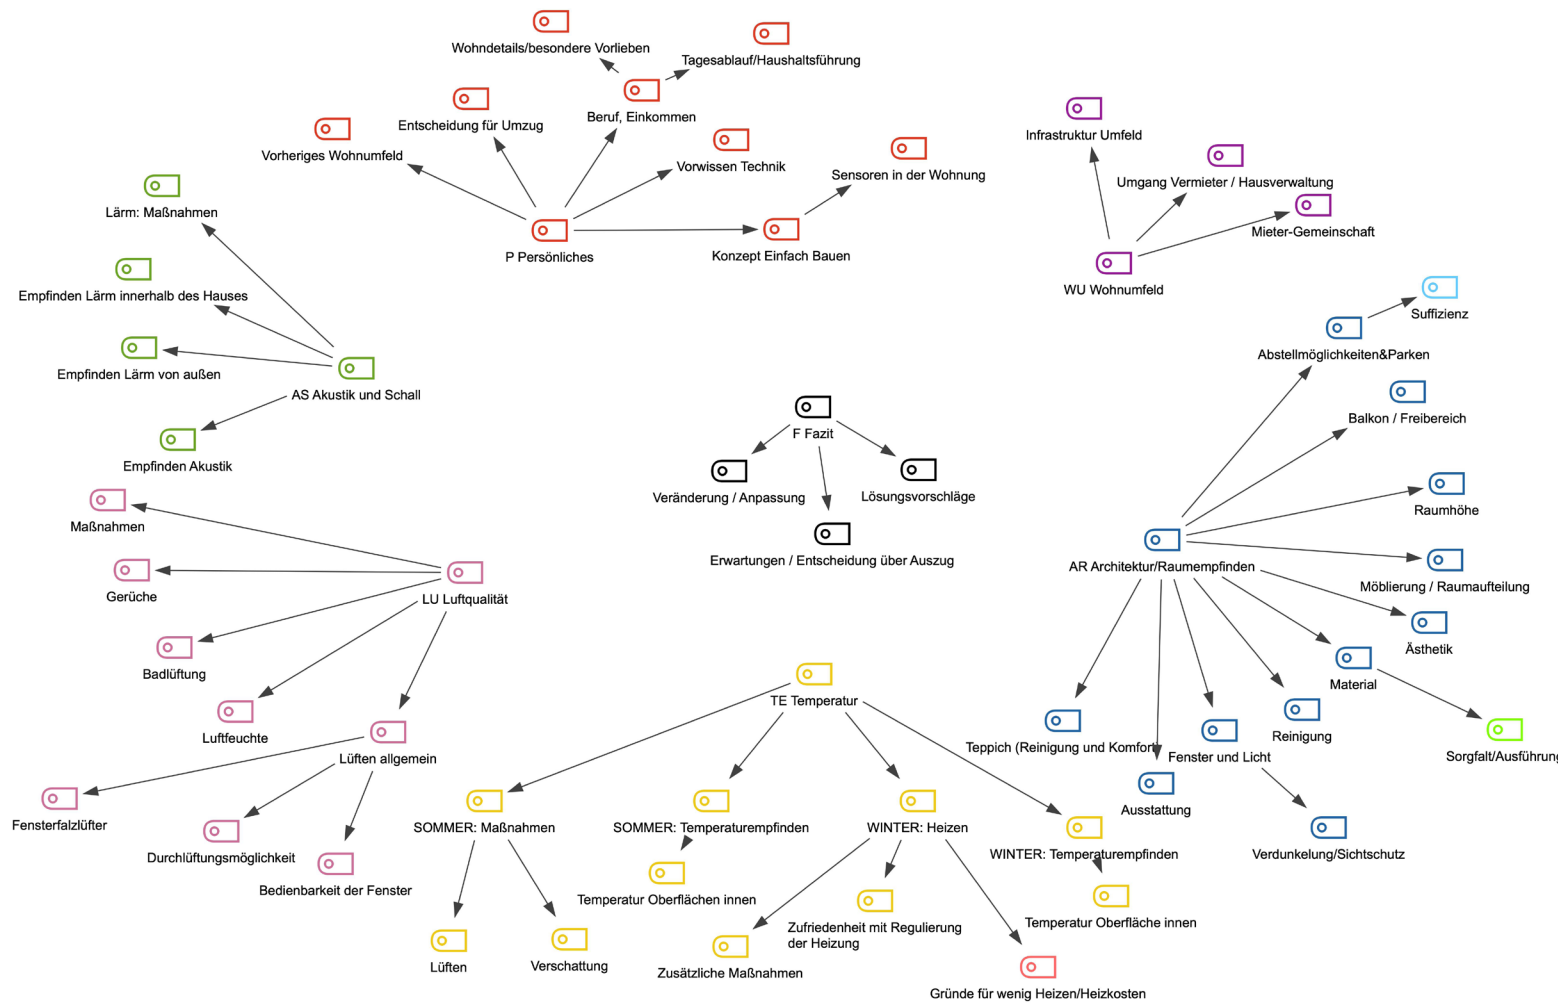 Wohndetails/besondere Vorlieben
Tagesablauf/Haushaltsführung
Entscheidung für Umzug
Beruf, Einkommen
Vorheriges Wohnumfeld
Vorwissen Technik
Sensoren in der Wohnung
P Persönliches
Konzept Einfach Bauen
Infrastruktur Umfeld
Umgang Vermieter / Hausverwaltung
Mieter-Gemeinschaft
WU Wohnumfeld
Lärm: Maßnahmen
Empfinden Lärm innerhalb des Hauses
Empfinden Lärm von außen
AS Akustik und Schall
Empfinden Akustik
Suffizienz
Abstellmöglichkeiten&Parken
Balkon / Freibereich
Raumhöhe
AR Architektur/Raumempfinden
Möblierung / Raumaufteilung
Ästhetik
Material
Reinigung
Sorgfalt/Ausführung
Teppich (Reinigung und Komfort)
Fenster und Licht
Ausstattung
Verdunkelung/Sichtschutz
F Fazit
Veränderung / Anpassung
Lösungsvorschläge
Erwartungen / Entscheidung über Auszug
Maßnahmen
Gerüche
LU Luftqualität
Badlüftung
Luftfeuchte
Lüften allgemein
Fensterfalzlüfter
Durchlüftungsmöglichkeit
Bedienbarkeit der Fenster
TE Temperatur
SOMMER: Maßnahmen
SOMMER: Temperaturempfinden
WINTER: Heizen
WINTER: Temperaturempfinden
Temperatur Oberflächen innen
Temperatur Oberfläche innen
Zufriedenheit mit Regulierung
der Heizung
Lüften
Verschattung
Zusätzliche Maßnahmen
Gründe für wenig Heizen/Heizkosten